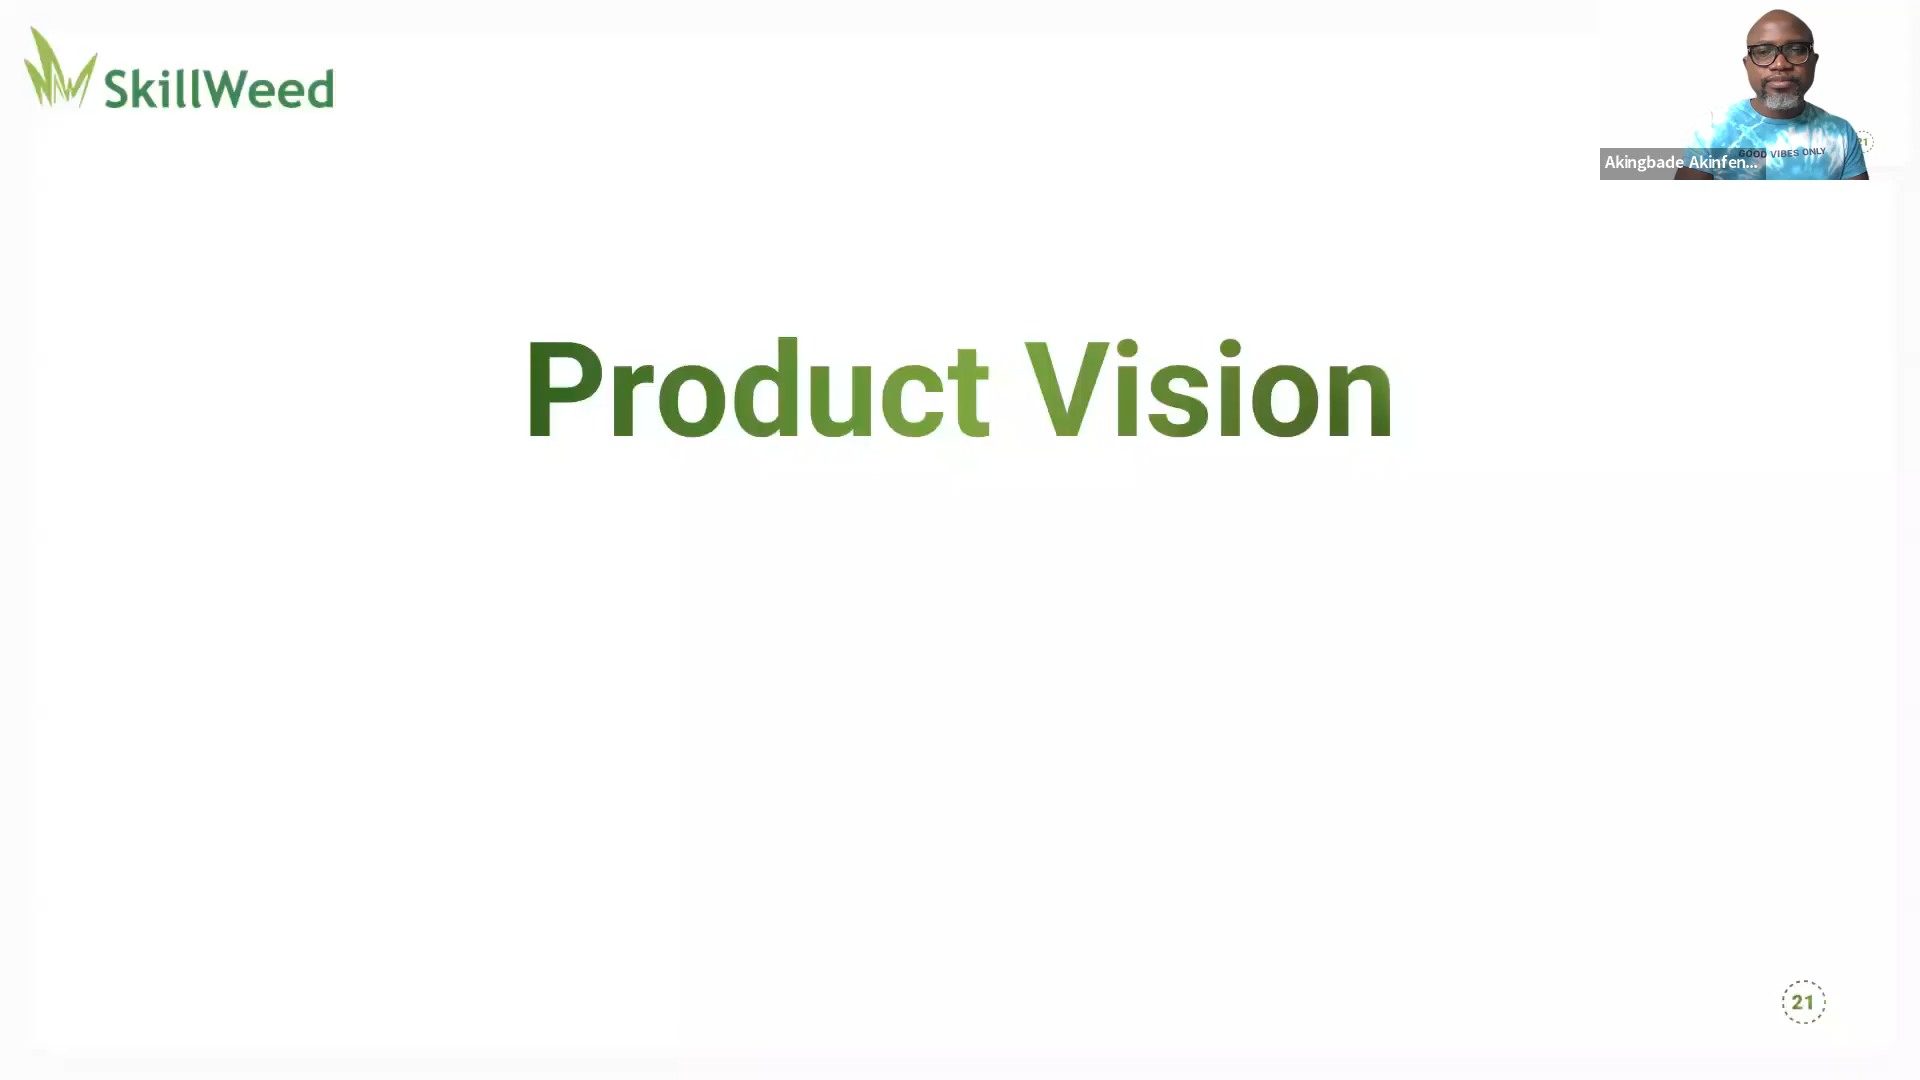 SkillWeed
Akingbade Akinfen...
GOOD VIBES ONLY
Product Vision
21